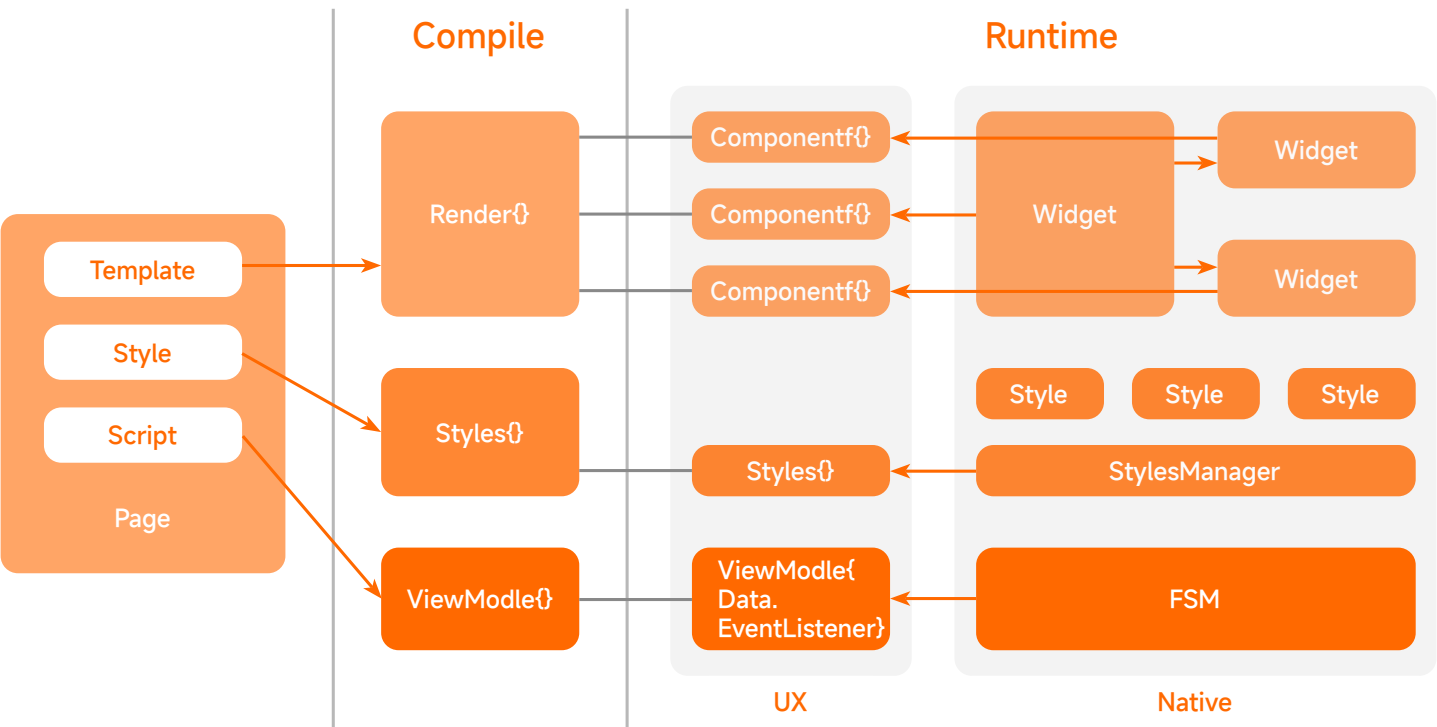 Compile
Runtime
Template
Style
Script
Page
Render{}
Styles{}
ViewModle{}
Componentf{}
Componentf{}
Componentf{}
Styles{}
ViewModle{
Data.
EventListener}
UX
Widget
Widget
Widget
Style
Style
Style
StylesManager
FSM
Native